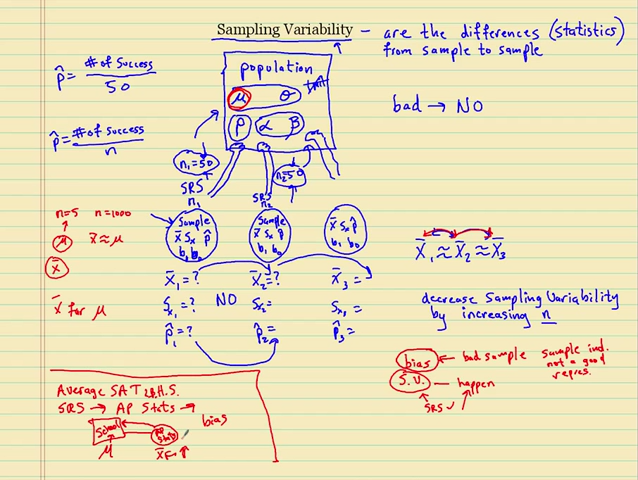 Sampling Variability – are the differences (statistics)
from sample to sample
p̂ = # of Success / 50
population
μ σ
p α β
bad → NO
p̂ = # of Success / n
n₁=50
n₂=50
SRS
n₁
SRS
n₂
n=5 n=1000
μ x̄ ≈ μ
x̄
x̄ for μ
Sample
x̄ Sx p̂
b₁ b₀
Sample
x̄ Sx p̂
b₁ b₀
x̄ Sx p̂
b₁ b₀
x̄₁ = ? x̄₂ = ? x̄₃ =
Sx₁ = ? NO Sx₂ = Sx₃ =
p̂₁ = ? p̂₂ = p̂₃ =
x̄₁ ≈ x̄₂ ≈ x̄₃
decrease Sampling Variability
by increasing n
bias ← bad sample
Sample ind.
not a good
repres.
S.V. ← happen
SRS ✓
Average SAT H.S.
SRS → AP Stats →
bias
School
AP Stats
μ x̄ ↑